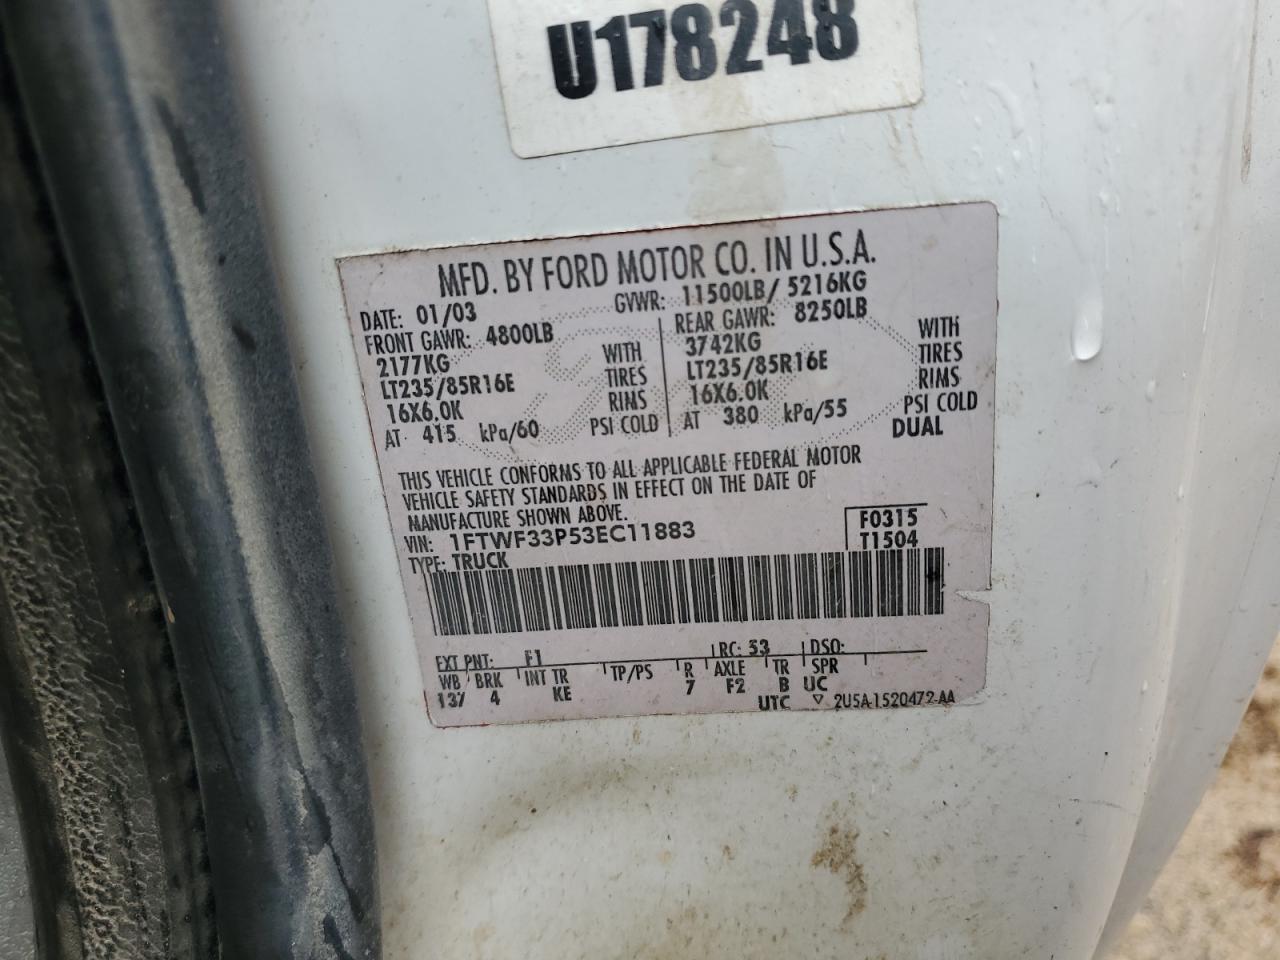 U178248
MFD. BY FORD MOTOR CO. IN U.S.A.
DATE: 01/03 GVWR: 11500LB/ 5216KG
FRONT GAWR: 4800LB REAR GAWR: 8250LB
2177KG WITH 3742KG WITH
LT235/85R16E TIRES LT235/85R16E TIRES
16X6.0K RIMS 16X6.0K RIMS
AT 415 kPa/60 PSI COLD AT 380 kPa/55 PSI COLD
DUAL
THIS VEHICLE CONFORMS TO ALL APPLICABLE FEDERAL MOTOR
VEHICLE SAFETY STANDARDS IN EFFECT ON THE DATE OF
MANUFACTURE SHOWN ABOVE.
VIN: 1FTWF33P53EC11883 F0315
TYPE: TRUCK T1504
EXT PNT: F1 RC: 53 DSO:
WB BRK INT TR TP/PS R AXLE TR SPR
137 4 KE 7 F2 B UC
UTC ▽ 2U5A-1520472-AA